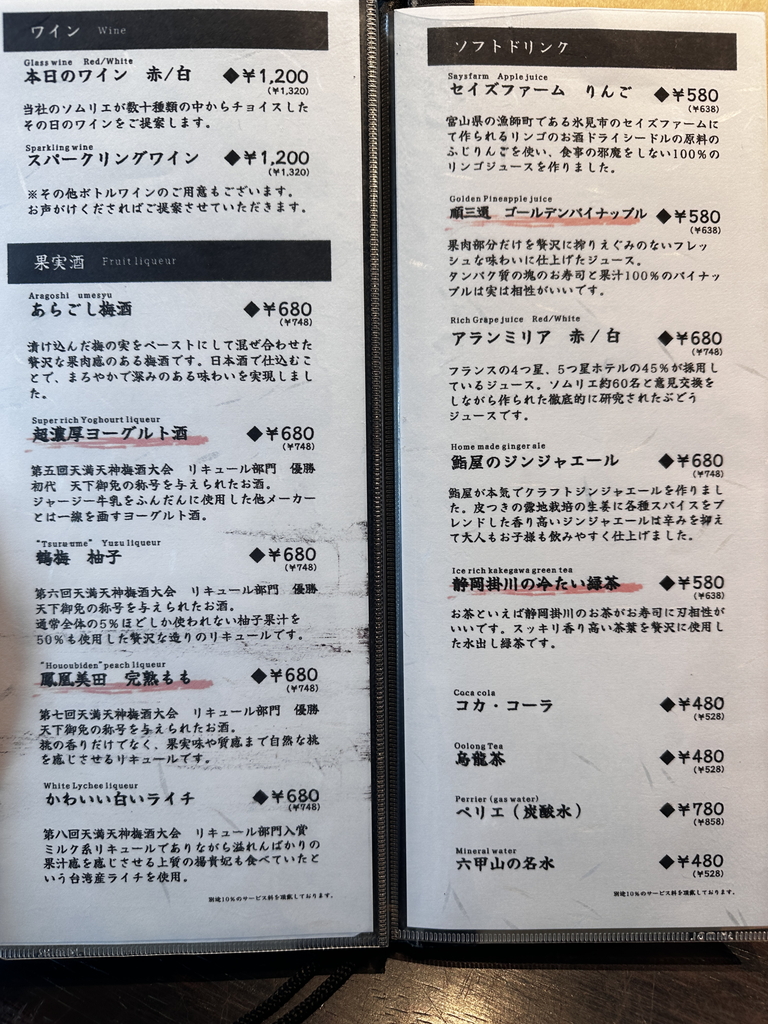 ワイン Wine
Glass wine Red/White
本日のワイン 赤/白 ◆¥1,200
(¥1,320)
当社のソムリエが数十種類の中からチョイスした
その日のワインをご提案します。
Sparkling wine
スパークリングワイン ◆¥1,200
(¥1,320)
※その他ボトルワインのご用意もございます。
お声がけくださればご提案させていただきます。
果実酒 Fruit liqueur
Aragoshi umesyu
あらごし梅酒 ◆¥680
(¥748)
漬け込んだ梅の実をペーストにして混ぜ合わせた
贅沢な果肉感のある梅酒です。日本酒で仕込むこ
とで、まろやかで深みのある味わいを実現しまし
た。
Super rich Yoghourt liqueur
超濃厚ヨーグルト酒 ◆¥680
(¥748)
第五回天満天神梅酒大会 リキュール部門 優勝
初代 天下御免の称号を与えられたお酒。
ジャージー牛乳をふんだんに使用した他メーカー
とは一線を画すヨーグルト酒。
"Tsuru-ume" Yuzu liqueur
鶴梅 柚子 ◆¥680
(¥748)
第六回天満天神梅酒大会 リキュール部門 優勝
天下御免の称号を与えられたお酒。
通常全体の5％ほどしか使われない柚子果汁を
50％も使用した贅沢な造りのリキュールです。
"Hououbiden" peach liqueur
鳳凰美田 完熟もも ◆¥680
(¥748)
第七回天満天神梅酒大会 リキュール部門 優勝
天下御免の称号を与えられたお酒。
桃の香りだけでなく、果実味や質感まで自然な桃
を感じさせるリキュールです。
White Lychee liqueur
かわいい白いライチ ◆¥680
(¥748)
第八回天満天神梅酒大会 リキュール部門入賞
ミルク系リキュールでありながら溢れんばかりの
果汁感を感じさせる上質の楊貴妃も食べていたと
いう台湾産ライチを使用。
別途10％のサービス料を頂戴しております。
ソフトドリンク
Saysfarm Apple juice
セイズファーム りんご ◆¥580
(¥638)
富山県の漁師町である氷見市のセイズファームに
て作られるリンゴのお酒ドライシードルの原料の
ふじりんごを使い、食事の邪魔をしない100％の
リンゴジュースを作りました。
Golden Pineapple juice
順三選 ゴールデンパイナップル ◆¥580
(¥638)
果肉部分だけを贅沢に搾りえぐみのないフレッ
シュな味わいに仕上げたジュース。
タンパク質の塊のお寿司と果汁100％のパイナッ
プルは実は相性がいいです。
Rich Grape juice Red/White
アランミリア 赤/白 ◆¥680
(¥748)
フランスの4つ星、5つ星ホテルの45％が採用し
ているジュース。ソムリエ約60名と意見交換を
しながら作られた徹底的に研究されたぶどう
ジュースです。
Home made ginger ale
鮨屋のジンジャエール ◆¥680
(¥748)
鮨屋が本気でクラフトジンジャエールを作りまし
た。皮つきの露地栽培の生姜に各種スパイスをブ
レンドした香り高いジンジャエールは辛みを抑え
て大人もお子様も飲みやすく仕上げました。
Ice rich kakegawa green tea
静岡掛川の冷たい緑茶 ◆¥580
(¥638)
お茶といえば静岡掛川のお茶がお寿司に刃相性が
いいです。スッキリ香り高い茶葉を贅沢に使用し
た水出し緑茶です。
Coca cola
コカ・コーラ ◆¥480
(¥528)
Oolong Tea
烏龍茶 ◆¥480
(¥528)
Perrier (gas water)
ペリエ(炭酸水) ◆¥780
(¥858)
Mineral water
六甲山の名水 ◆¥480
(¥528)
別途10％のサービス料を頂戴しております。